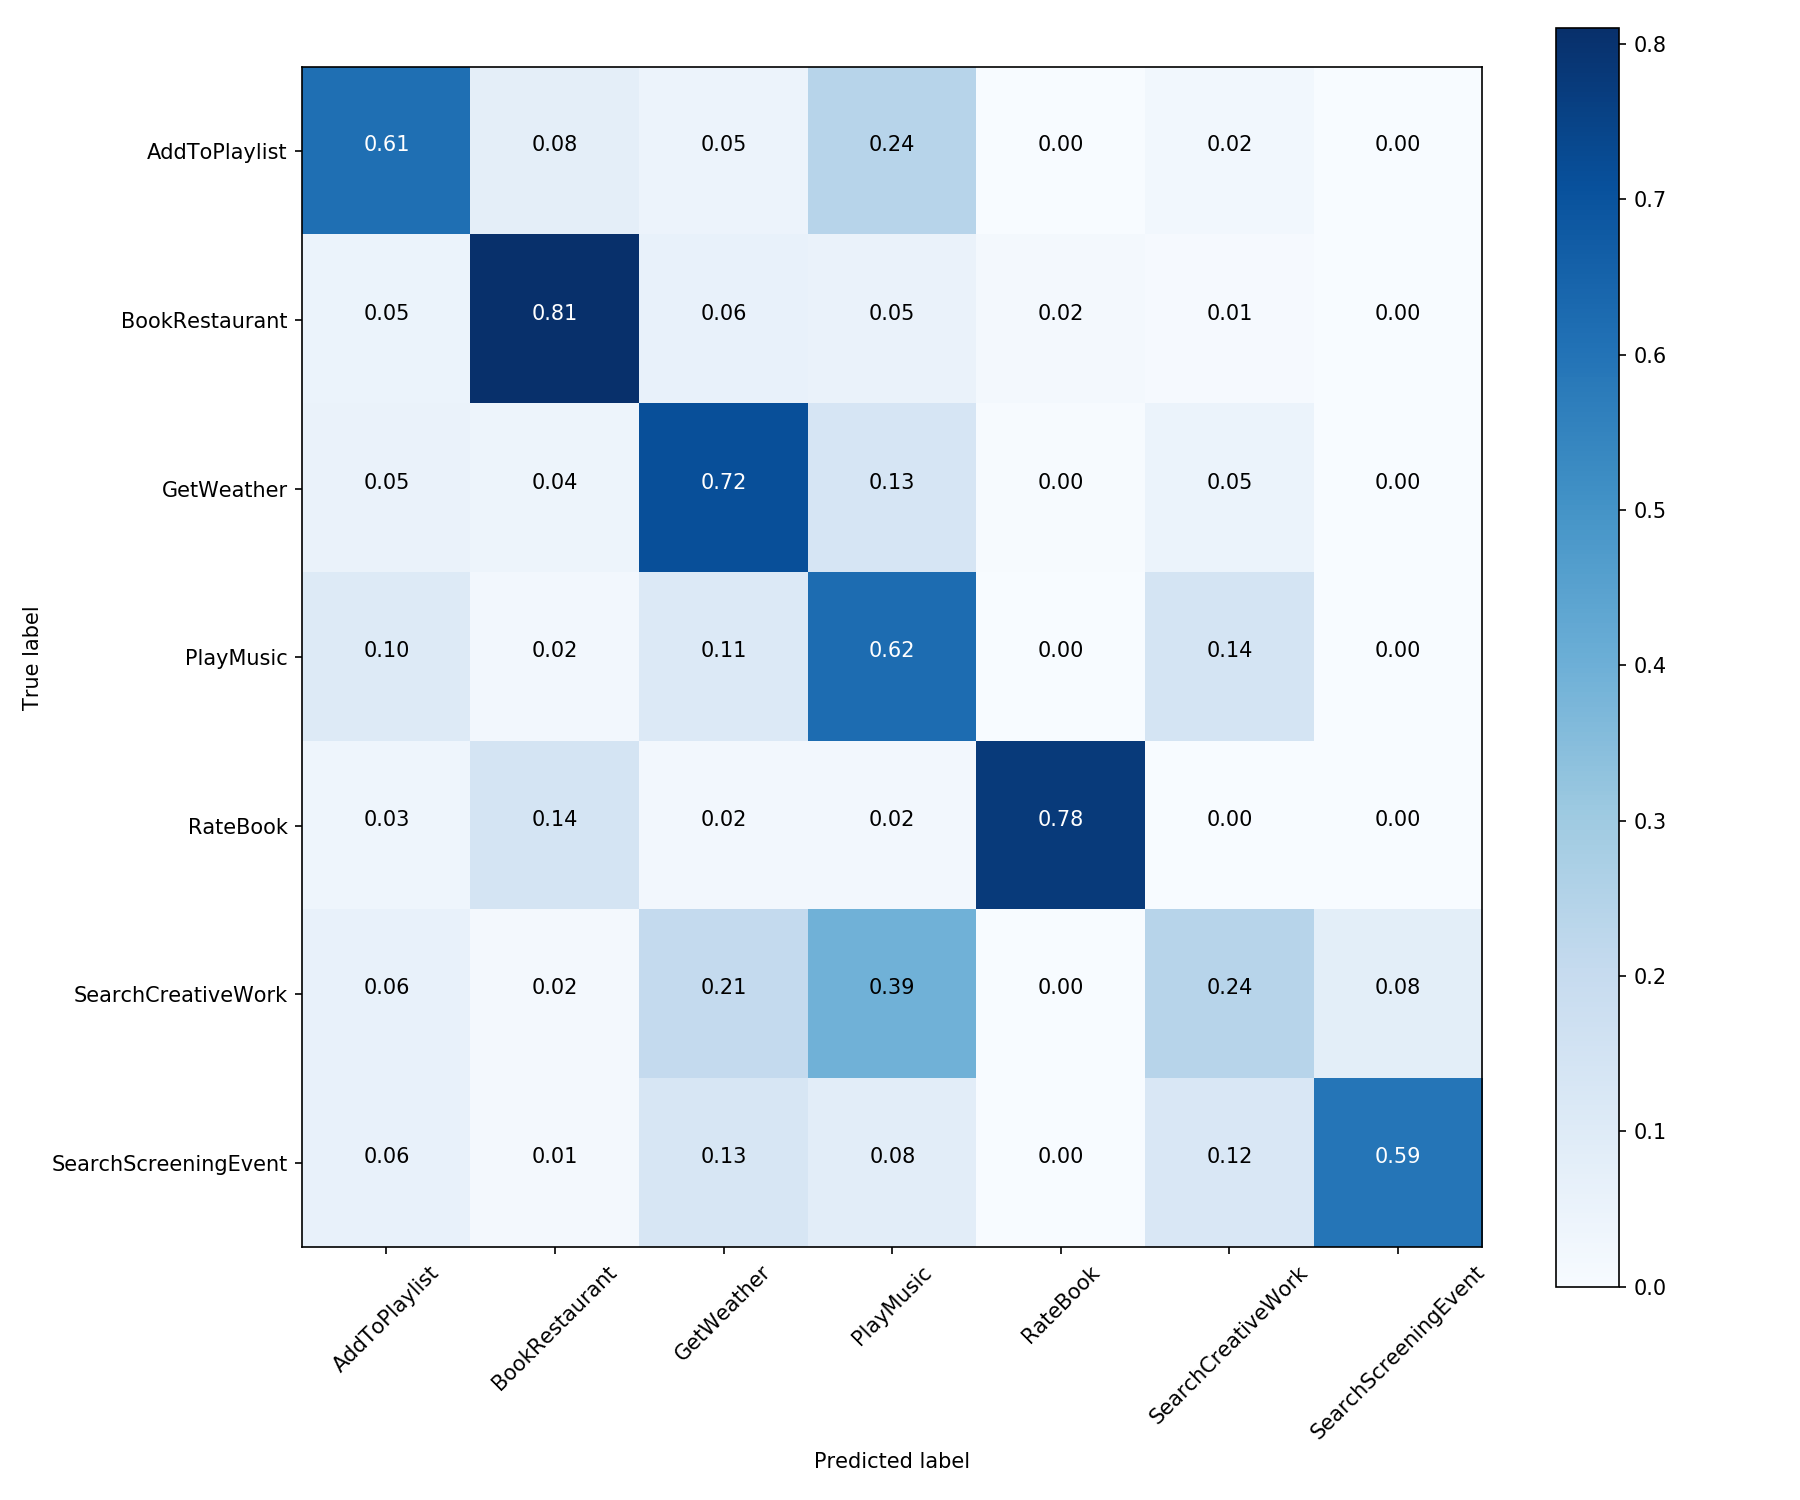 AddToPlaylist 0.61 0.08 0.05 0.24 0.00 0.02 0.00
BookRestaurant 0.05 0.81 0.06 0.05 0.02 0.01 0.00
GetWeather 0.05 0.04 0.72 0.13 0.00 0.05 0.00
PlayMusic 0.10 0.02 0.11 0.62 0.00 0.14 0.00
RateBook 0.03 0.14 0.02 0.02 0.78 0.00 0.00
SearchCreativeWork 0.06 0.02 0.21 0.39 0.00 0.24 0.08
SearchScreeningEvent 0.06 0.01 0.13 0.08 0.00 0.12 0.59
True label
AddToPlaylist
BookRestaurant
GetWeather
PlayMusic
RateBook
SearchCreativeWork
SearchScreeningEvent
Predicted label
0.8
0.7
0.6
0.5
0.4
0.3
0.2
0.1
0.0